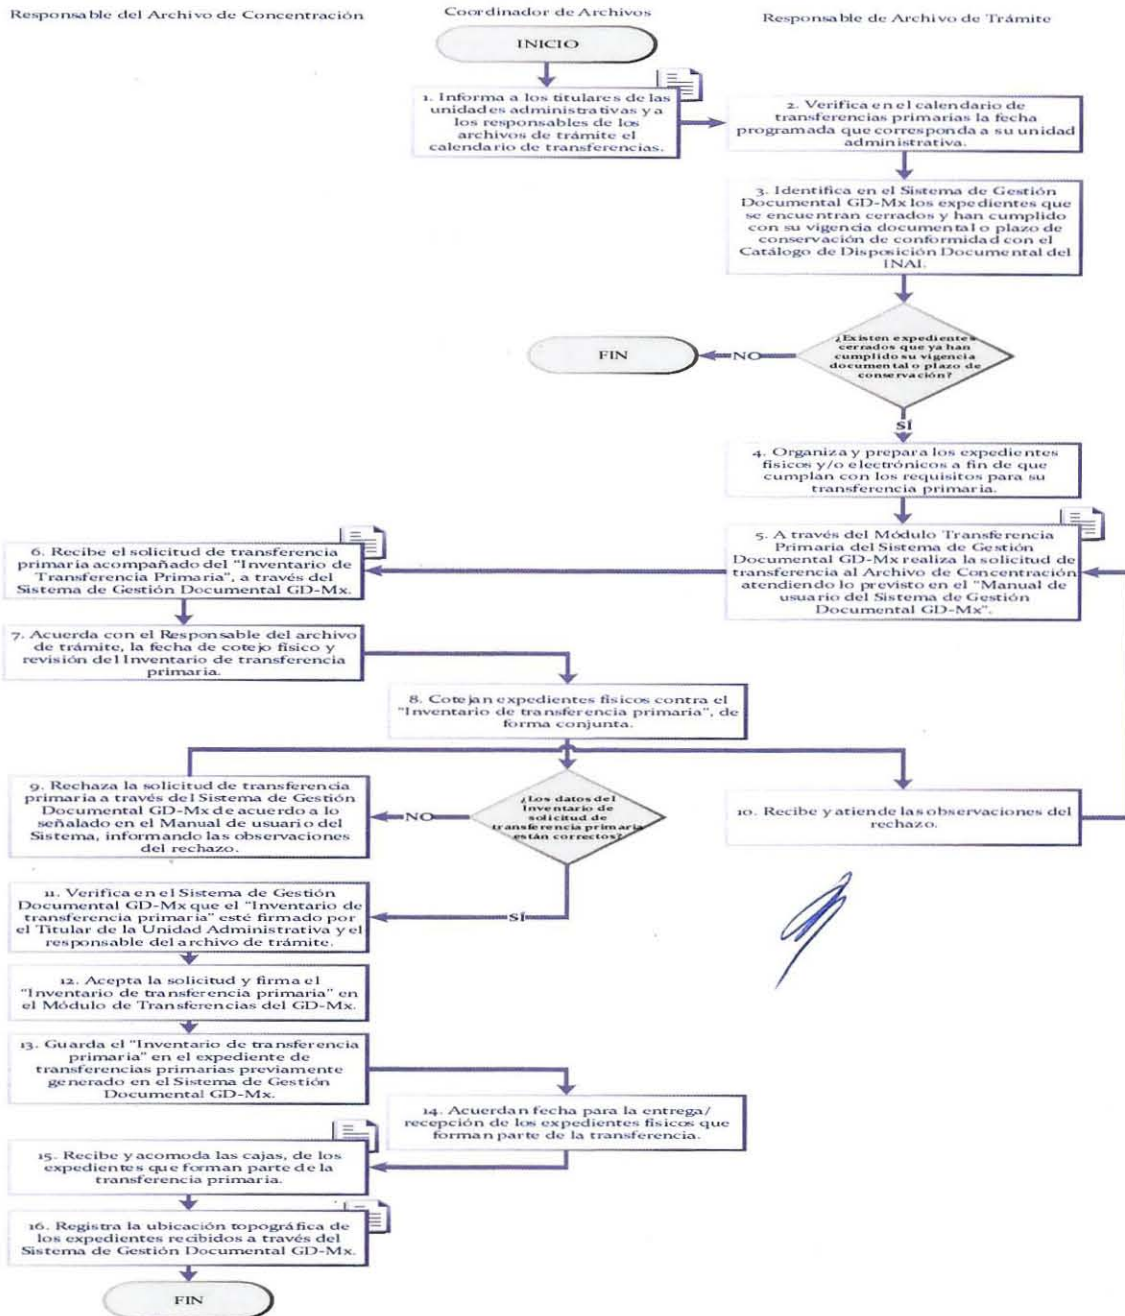 Responsable del Archivo de Concentración
Coordinador de Archivos
Responsable de Archivo de Trámite
INICIO
1. Informa a los titulares de las
unidades administrativas y a
los responsables de los
archivos de trámite el
calendario de transferencias.
2. Verifica en el calendario de
transferencias primarias la fecha
programada que corresponda a su unidad
administrativa.
3. Identifica en el Sistema de Gestión
Documental GD-Mx los expedientes que
se encuentran cerrados y han cumplido
con su vigencia documental o plazo de
conservación de conformidad con el
Catálogo de Disposición Documental del
INAI.
¿Existen expedientes
cerrados que ya han
cumplido su vigencia
documental o plazo de
conservación?
NO
FIN
SÍ
4. Organiza y prepara los expedientes
físicos y/o electrónicos a fin de que
cumplan con los requisitos para su
transferencia primaria.
5. A través del Módulo Transferencia
Primaria del Sistema de Gestión
Documental GD-Mx realiza la solicitud de
transferencia al Archivo de Concentración
atendiendo lo previsto en el "Manual de
usuario del Sistema de Gestión
Documental GD-Mx".
6. Recibe el solicitud de transferencia
primaria acompañado del "Inventario de
Transferencia Primaria", a través del
Sistema de Gestión Documental GD-Mx.
7. Acuerda con el Responsable del archivo
de trámite, la fecha de cotejo físico y
revisión del Inventario de transferencia
primaria.
8. Cotejan expedientes físicos contra el
"Inventario de transferencia primaria", de
forma conjunta.
¿Los datos del
Inventario de
solicitud de
transferencia primaria
están correctos?
NO
9. Rechaza la solicitud de transferencia
primaria a través del Sistema de Gestión
Documental GD-Mx de acuerdo a lo
señalado en el Manual de usuario del
Sistema, informando las observaciones
del rechazo.
10. Recibe y atiende las observaciones del
rechazo.
SÍ
11. Verifica en el Sistema de Gestión
Documental GD-Mx que el "Inventario de
transferencia primaria" esté firmado por
el Titular de la Unidad Administrativa y el
responsable del archivo de trámite.
12. Acepta la solicitud y firma el
"Inventario de transferencia primaria" en
el Módulo de Transferencias del GD-Mx.
13. Guarda el "Inventario de transferencia
primaria" en el expediente de
transferencias primarias previamente
generado en el Sistema de Gestión
Documental GD-Mx.
14. Acuerdan fecha para la entrega/
recepción de los expedientes físicos que
forman parte de la transferencia.
15. Recibe y acomoda las cajas, de los
expedientes que forman parte de la
transferencia primaria.
16. Registra la ubicación topográfica de
los expedientes recibidos a través del
Sistema de Gestión Documental GD-Mx.
FIN